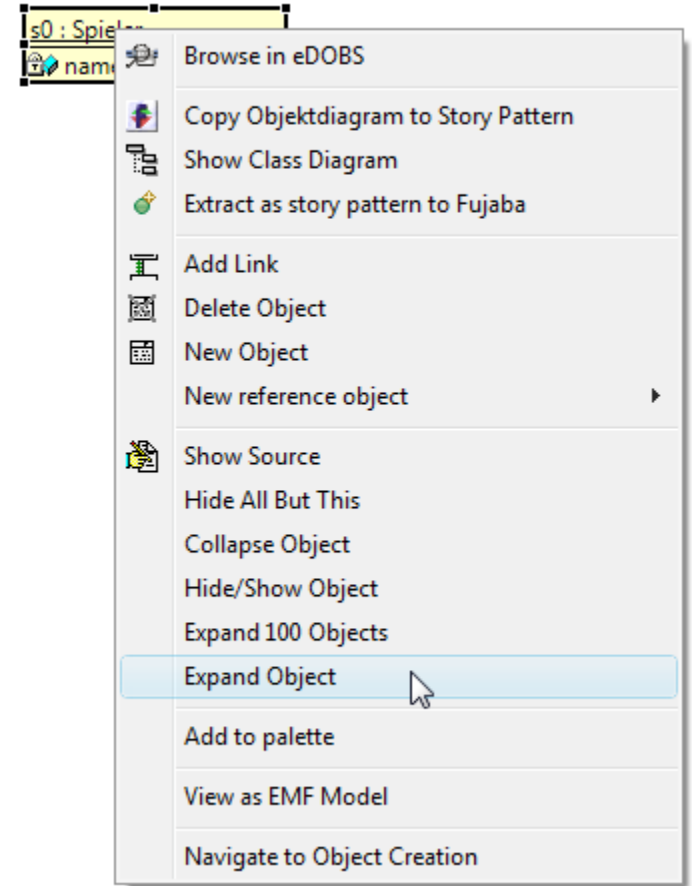 s0 : Spieler
name
Browse in eDOBS
Copy Objektdiagram to Story Pattern
Show Class Diagram
Extract as story pattern to Fujaba
Add Link
Delete Object
New Object
New reference object
Show Source
Hide All But This
Collapse Object
Hide/Show Object
Expand 100 Objects
Expand Object
Add to palette
View as EMF Model
Navigate to Object Creation